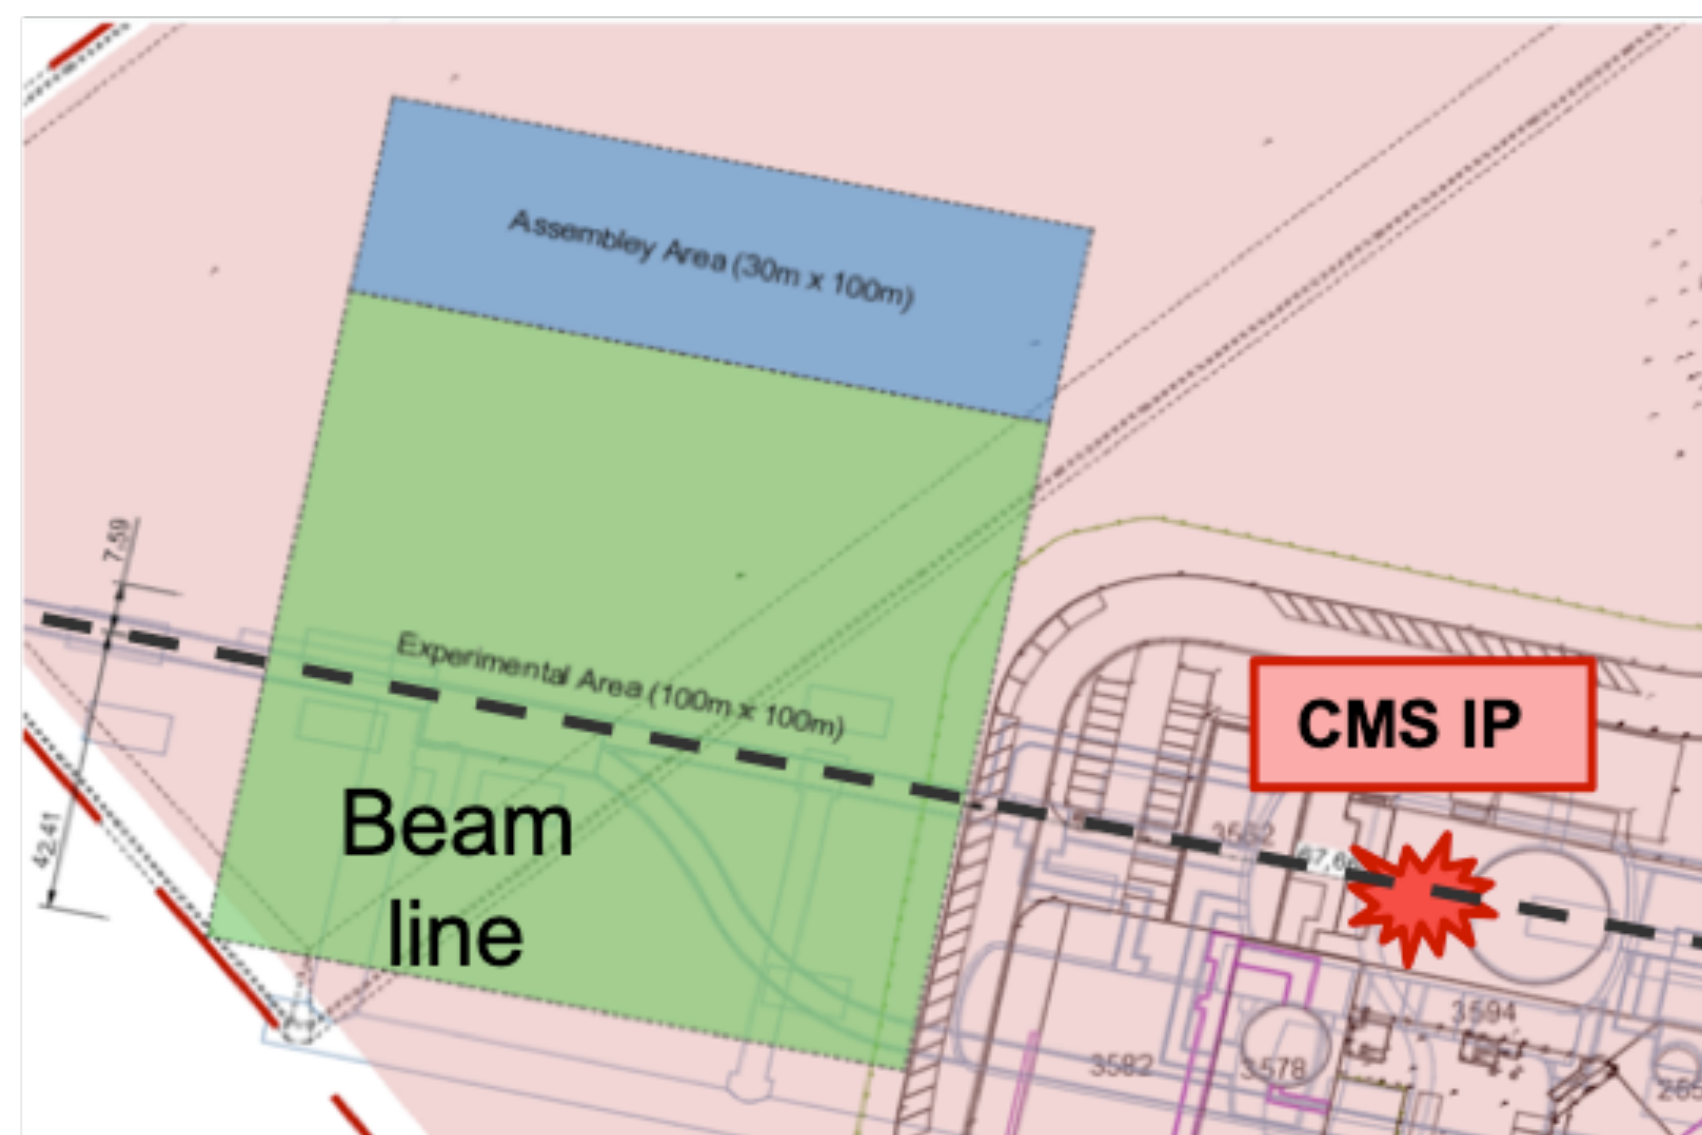 Assembley Area (30m x 100m)
7,59
Experimental Area (100m x 100m)
CMS IP
Beam
line
42,41
3562
3594
3582
3578